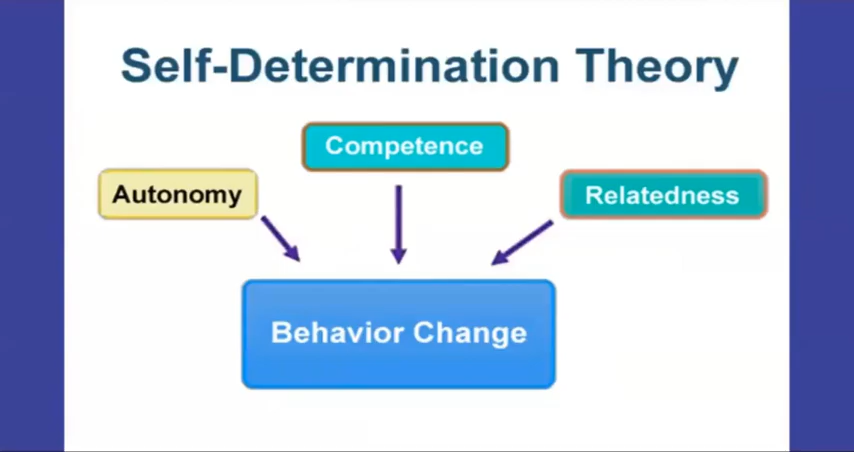 Self-Determination Theory
Competence
Autonomy
Relatedness
Behavior Change